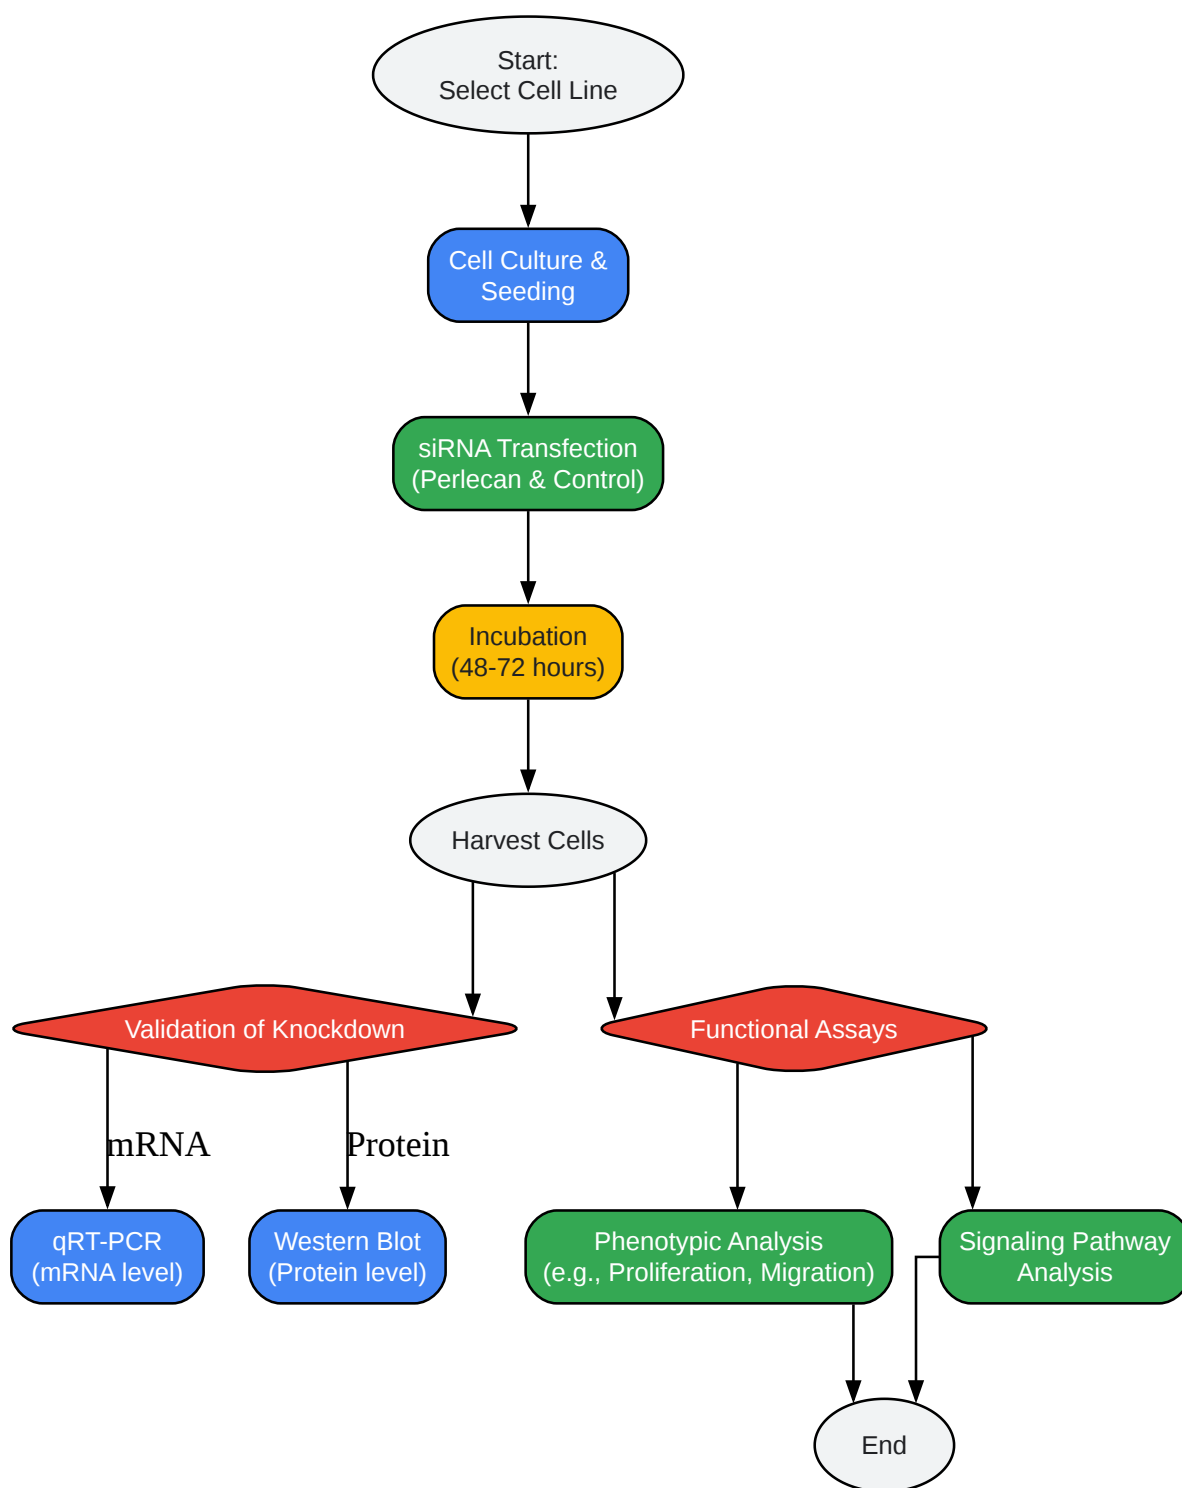 Start:
Select Cell Line
Cell Culture &
Seeding
siRNA Transfection
(Perlecan & Control)
Incubation
(48-72 hours)
Harvest Cells
Validation of Knockdown
Functional Assays
mRNA
Protein
qRT-PCR
(mRNA level)
Western Blot
(Protein level)
Phenotypic Analysis
(e.g., Proliferation, Migration)
Signaling Pathway
Analysis
End